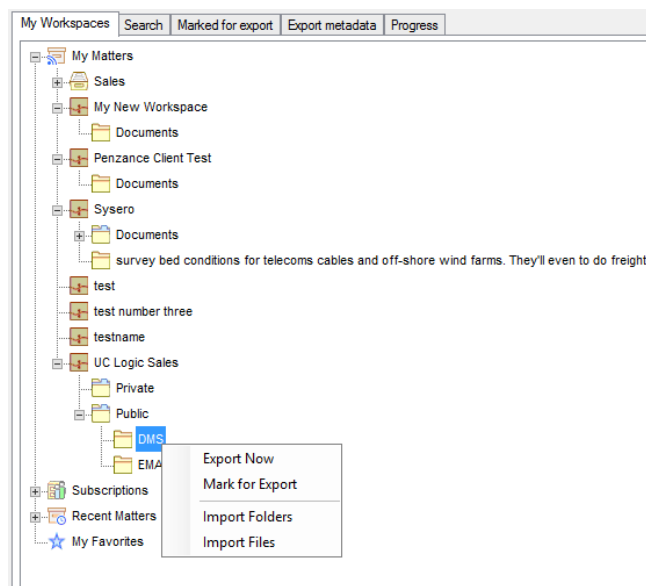 My Workspaces Search Marked for export Export metadata Progress
My Matters
Sales
My New Workspace
Documents
Penzance Client Test
Documents
Sysero
Documents
survey bed conditions for telecoms cables and off-shore wind farms. They'll even to do freight
test
test number three
testname
UC Logic Sales
Private
Public
DMS
EMA
Export Now
Mark for Export
Import Folders
Import Files
Subscriptions
Recent Matters
My Favorites